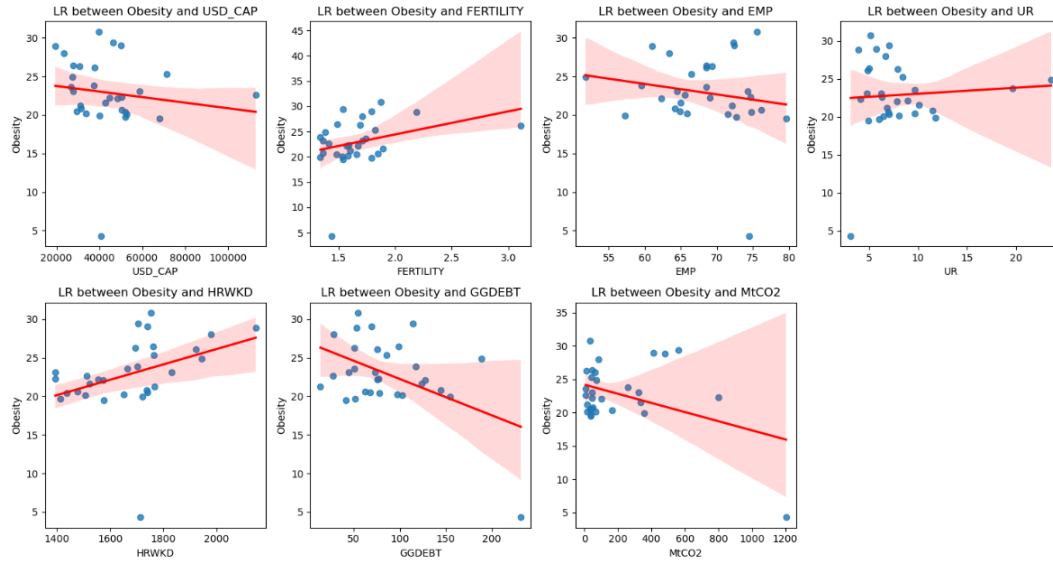 LR between Obesity and USD_CAP
LR between Obesity and FERTILITY
LR between Obesity and EMP
LR between Obesity and UR
Obesity
30
25
20
15
10
5
20000 40000 60000 80000 100000
USD_CAP
Obesity
45
40
35
30
25
20
15
10
5
1.5 2.0 2.5 3.0
FERTILITY
Obesity
30
25
20
15
10
5
55 60 65 70 75 80
EMP
Obesity
30
25
20
15
10
5
5 10 15 20
UR
LR between Obesity and HRWKD
LR between Obesity and GGDEBT
LR between Obesity and MtCO2
Obesity
30
25
20
15
10
5
1400 1600 1800 2000
HRWKD
Obesity
30
25
20
15
10
5
50 100 150 200
GGDEBT
Obesity
35
30
25
20
15
10
5
0 200 400 600 800 1000 1200
MtCO2